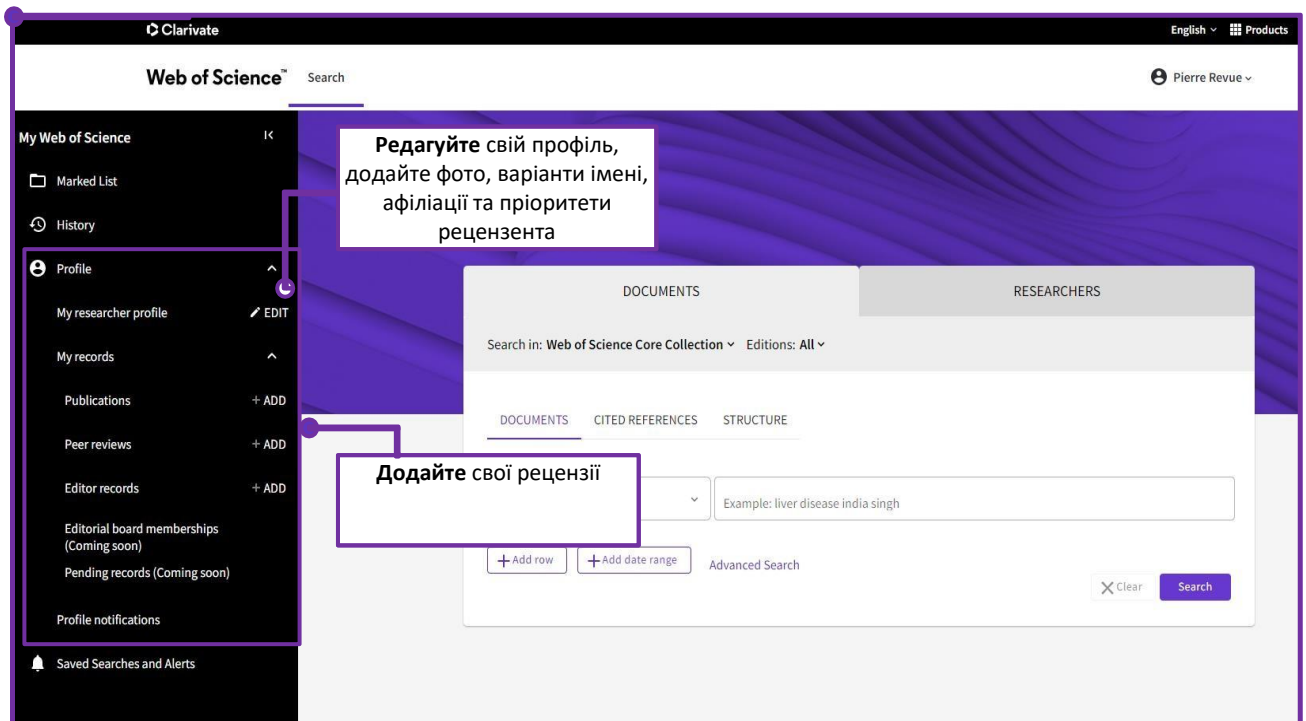 Clarivate
English
Products
Web of Science™
Search
Pierre Revue
My Web of Science
Marked List
History
Profile
My researcher profile
EDIT
My records
Publications
+ ADD
Peer reviews
+ ADD
Editor records
+ ADD
Editorial board memberships
(Coming soon)
Pending records (Coming soon)
Profile notifications
Saved Searches and Alerts
Редагуйте свій профіль,
додайте фото, варіанти імені,
афіліації та пріоритети
рецензента
DOCUMENTS
RESEARCHERS
Search in: Web of Science Core Collection Editions: All
DOCUMENTS
CITED REFERENCES
STRUCTURE
Додайте свої рецензії
Example: liver disease india singh
+ Add row
+ Add date range
Advanced Search
Clear
Search